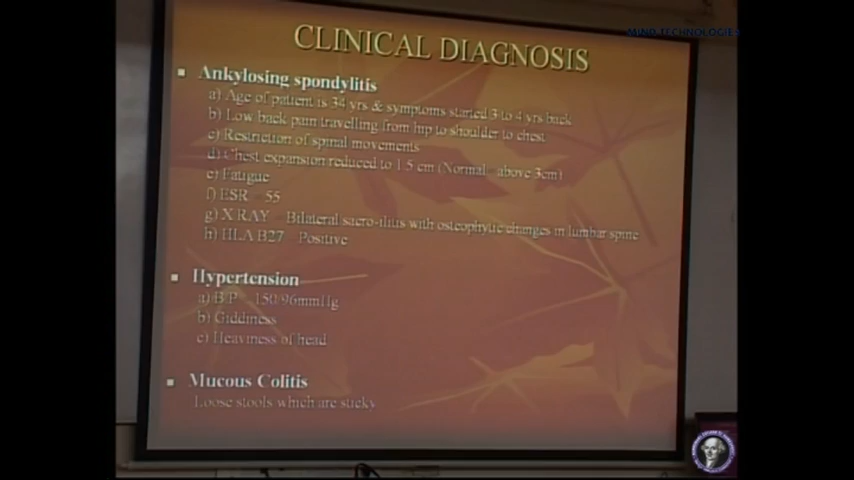 MIND TECHNOLOGIES
CLINICAL DIAGNOSIS
▪ Ankylosing spondylitis
a) Age of patient is 34 yrs & symptoms started 3 to 4 yrs back
b) Low back pain travelling from hip to shoulder to chest
c) Restriction of spinal movements
d) Chest expansion reduced to 1.5 cm (Normal- above 3cm)
e) Fatigue
f) ESR - 55
g) X RAY - Bilateral sacro-ilitis with osteophytic changes in lumbar spine
h) HLA B27 - Positive
▪ Hypertension
a) B.P - 150/96mmHg
b) Giddiness
c) Heaviness of head
▪ Mucous Colitis
Loose stools which are sticky